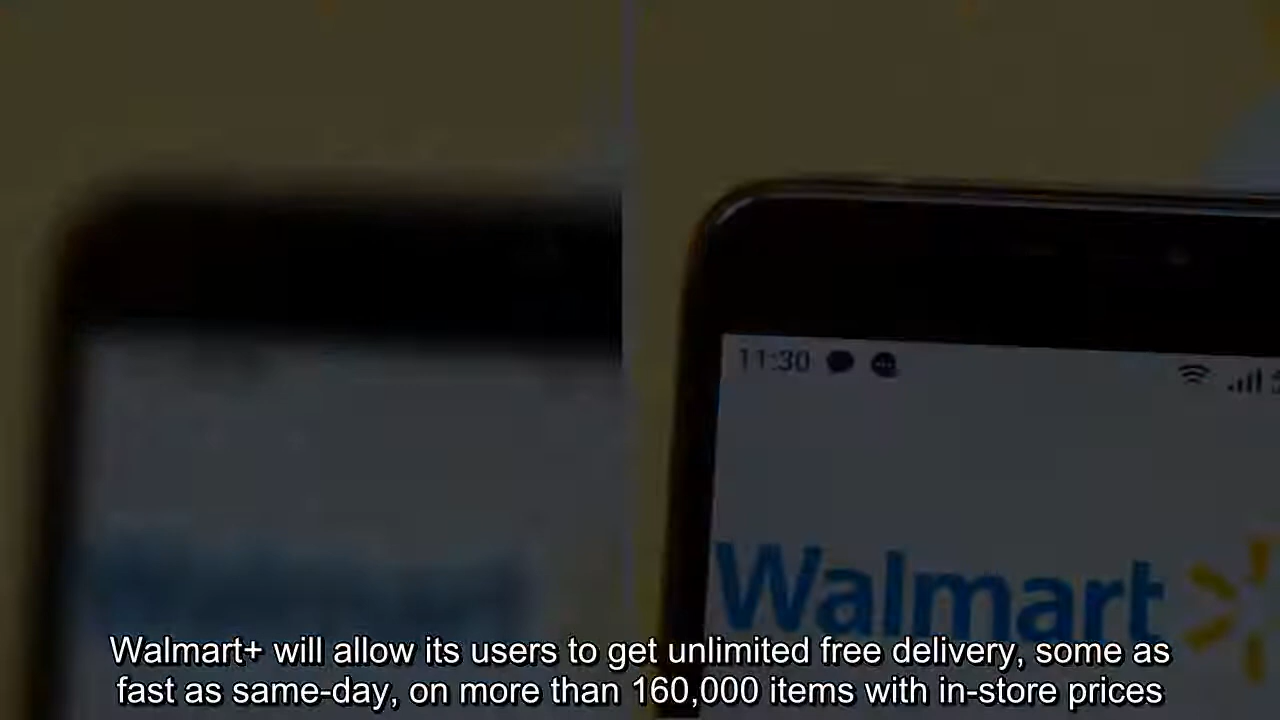 11:30
Walmart
Walmart+ will allow its users to get unlimited free delivery, some as
fast as same-day, on more than 160,000 items with in-store prices